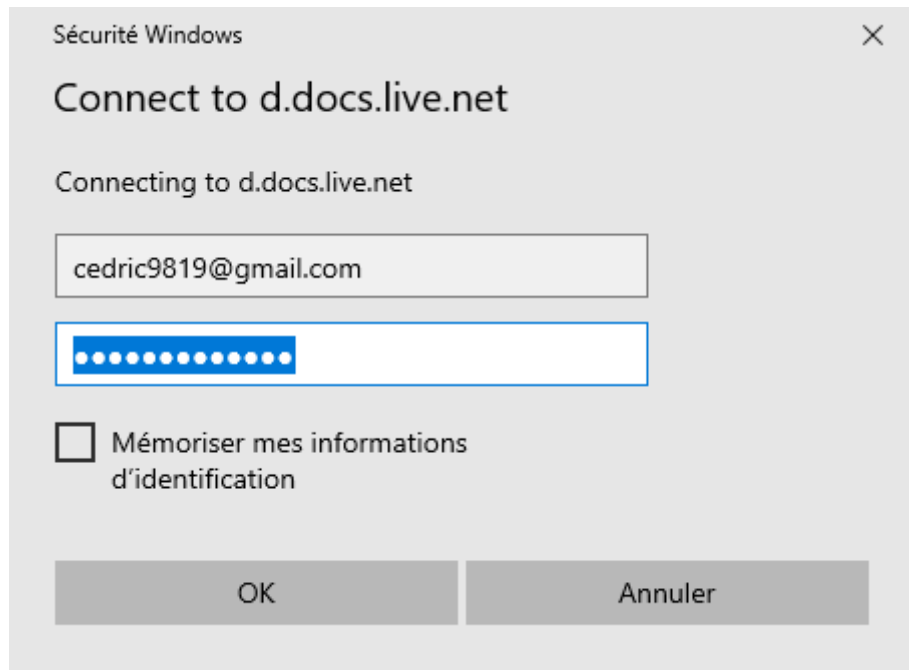 Sécurité Windows
Connect to d.docs.live.net
Connecting to d.docs.live.net
cedric9819@gmail.com
●●●●●●●●●●●●●
Mémoriser mes informations
d'identification
OK
Annuler